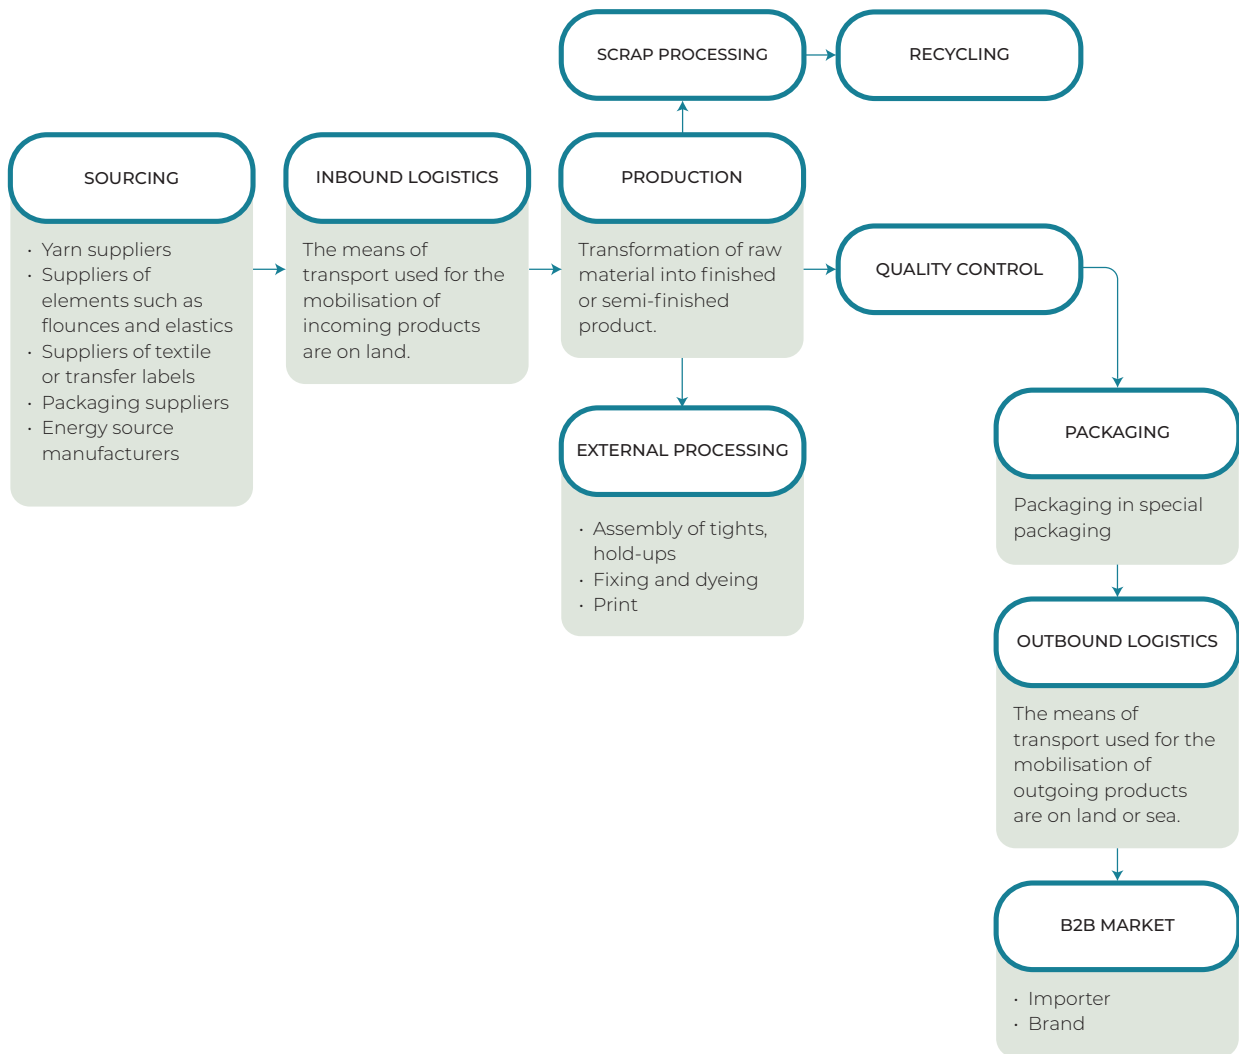 SCRAP PROCESSING
RECYCLING
SOURCING
· Yarn suppliers
· Suppliers of
elements such as
flounces and elastics
· Suppliers of textile
or transfer labels
· Packaging suppliers
· Energy source
manufacturers
INBOUND LOGISTICS
The means of
transport used for the
mobilisation of
incoming products
are on land.
PRODUCTION
Transformation of raw
material into finished
or semi-finished
product.
QUALITY CONTROL
EXTERNAL PROCESSING
· Assembly of tights,
hold-ups
· Fixing and dyeing
· Print
PACKAGING
Packaging in special
packaging
OUTBOUND LOGISTICS
The means of
transport used for the
mobilisation of
outgoing products
are on land or sea.
B2B MARKET
· Importer
· Brand